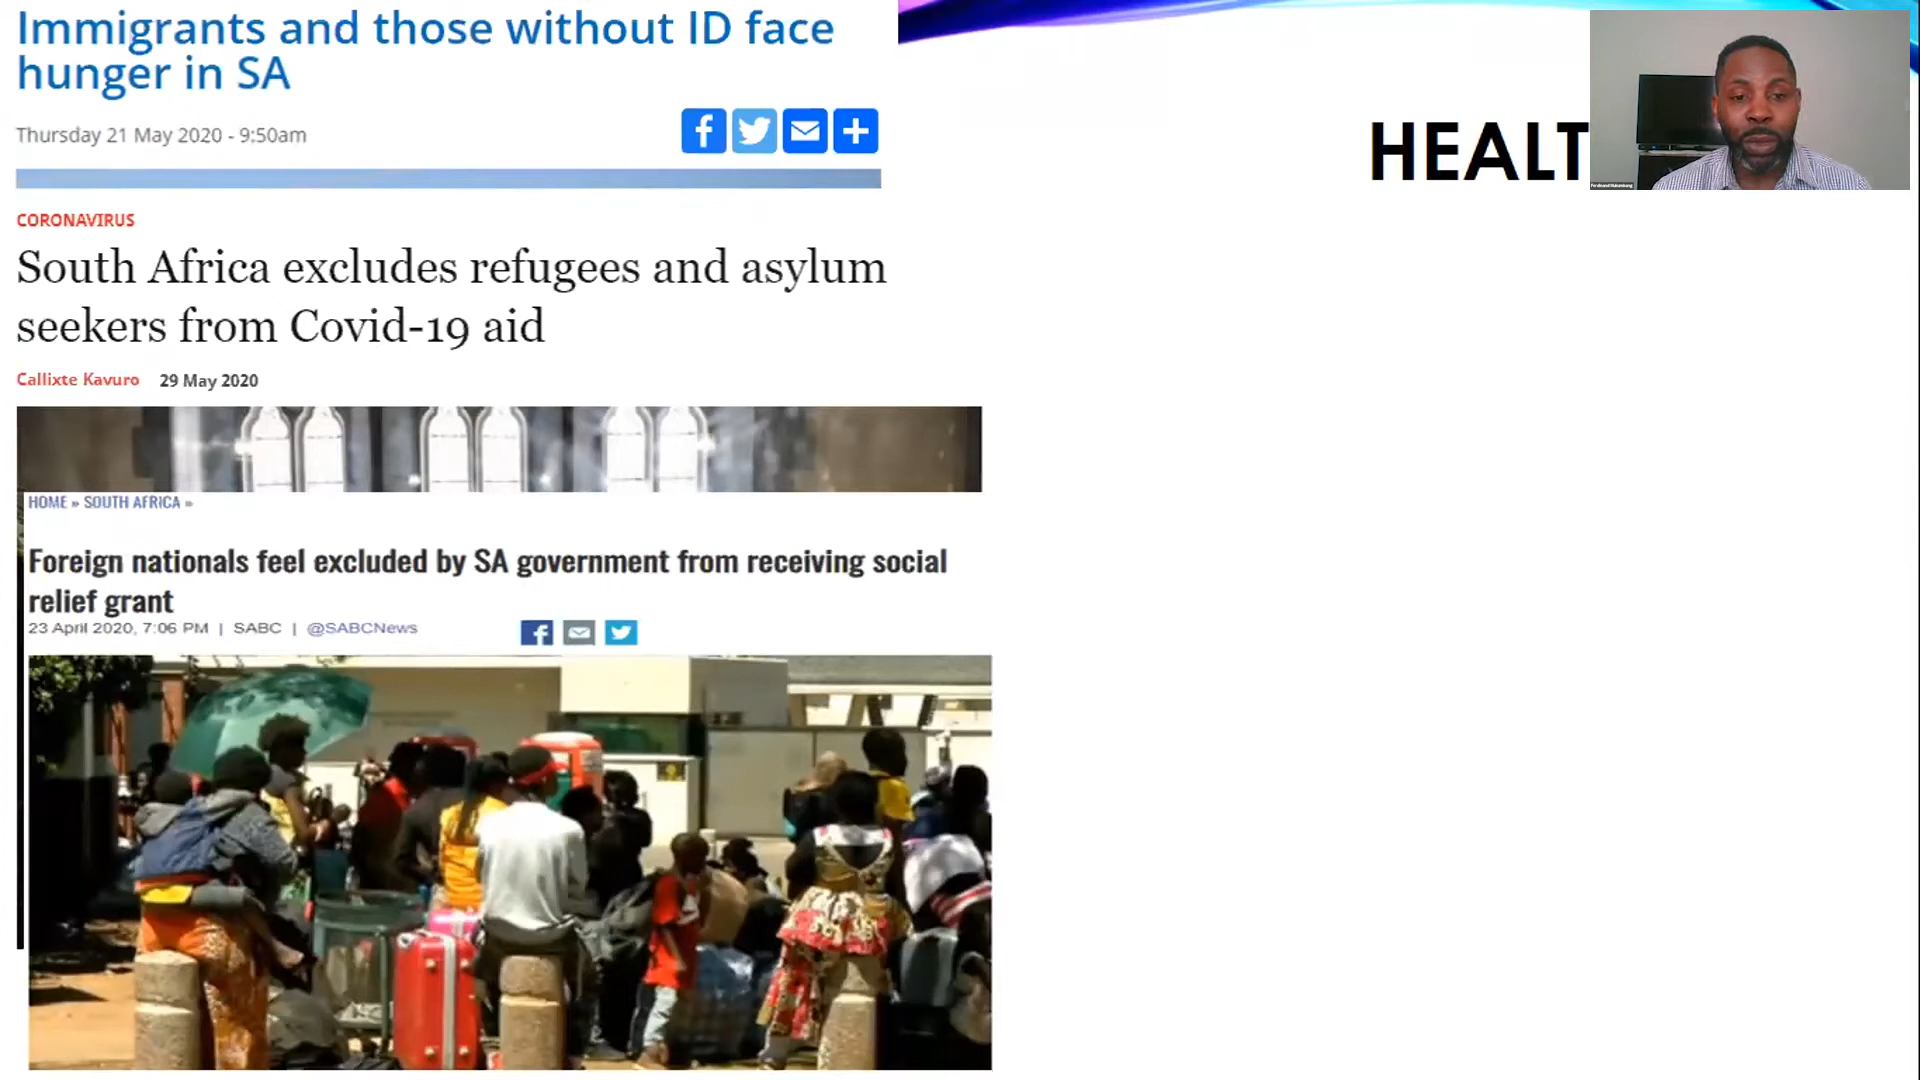 Immigrants and those without ID face
hunger in SA
Thursday 21 May 2020 - 9:50am
HEALT
CORONAVIRUS
South Africa excludes refugees and asylum
seekers from Covid-19 aid
Callixte Kavuro 29 May 2020
HOME » SOUTH AFRICA »
Foreign nationals feel excluded by SA government from receiving social
relief grant
23 April 2020, 7:06 PM | SABC | @SABCNews